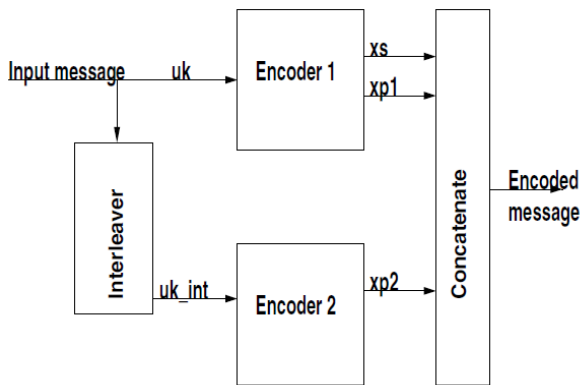 Input message
uk
Encoder 1
xs
xp1
Interleaver
uk_int
Encoder 2
xp2
Concatenate
Encoded
message